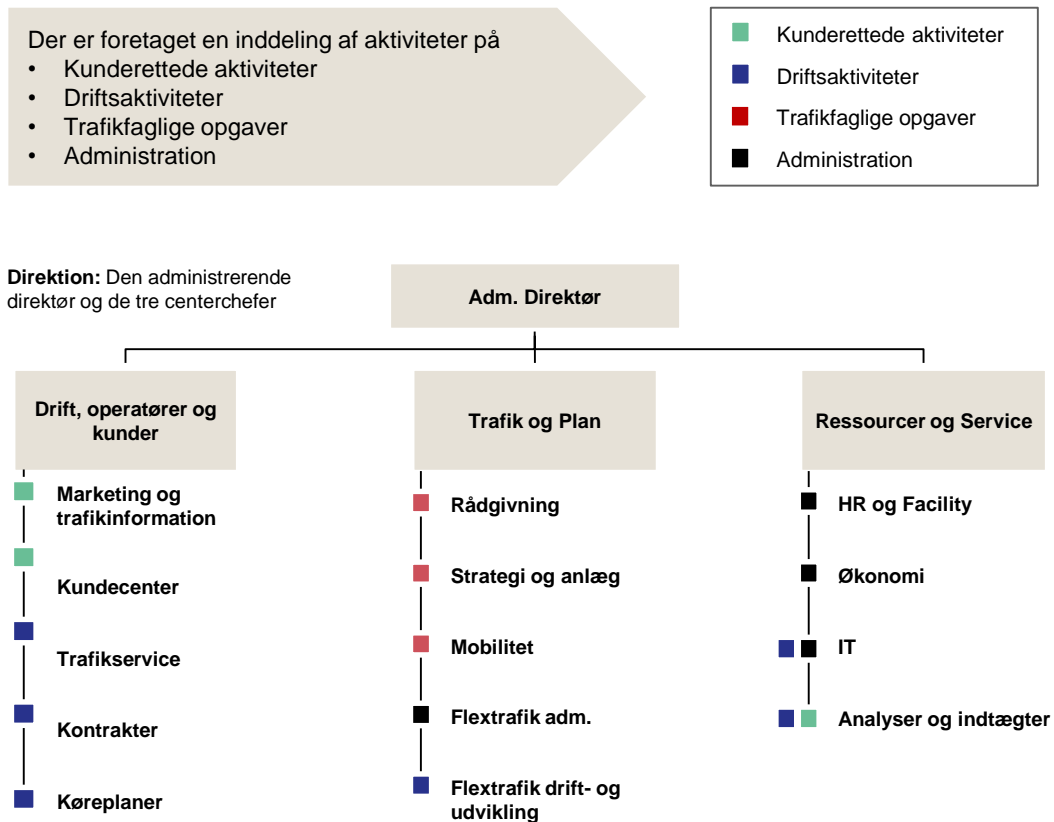 Der er foretaget en inddeling af aktiviteter på
• Kunderettede aktiviteter
• Driftsaktiviteter
• Trafikfaglige opgaver
• Administration
Kunderettede aktiviteter
Driftsaktiviteter
Trafikfaglige opgaver
Administration
Direktion: Den administrerende
direktør og de tre centerchefer
Adm. Direktør
Drift, operatører og
kunder
Marketing og
trafikinformation
Kundecenter
Trafikservice
Kontrakter
Køreplaner
Trafik og Plan
Rådgivning
Strategi og anlæg
Mobilitet
Flextrafik adm.
Flextrafik drift- og
udvikling
Ressourcer og Service
HR og Facility
Økonomi
IT
Analyser og indtægter